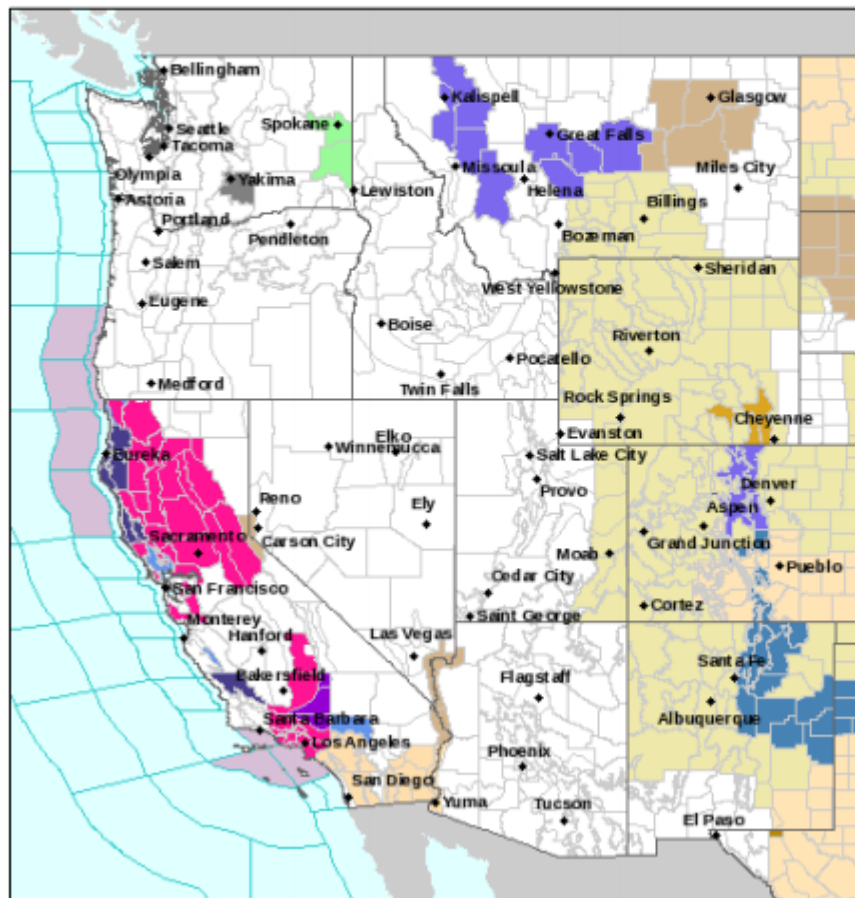 Bellingham
Kalispell
Glasgow
Seattle
Spokane
Great Falls
Tacoma
Missoula
Miles City
Olympia
Yakima
Helena
Astoria
Lewiston
Billings
Portland
Pendleton
Bozeman
Salem
Sheridan
West Yellowstone
Eugene
Boise
Riverton
Pocatello
Medford
Twin Falls
Rock Springs
Cheyenne
Elko
Evanston
Eureka
Winnemucca
Salt Lake City
Provo
Denver
Reno
Ely
Aspen
Sacramento
Carson City
Grand Junction
Moab
Pueblo
San Francisco
Cedar City
Cortez
Monterey
Saint George
Hanford
Las Vegas
Santa Fe
Bakersfield
Flagstaff
Albuquerque
Santa Barbara
Los Angeles
Phoenix
San Diego
Yuma
Tucson
El Paso